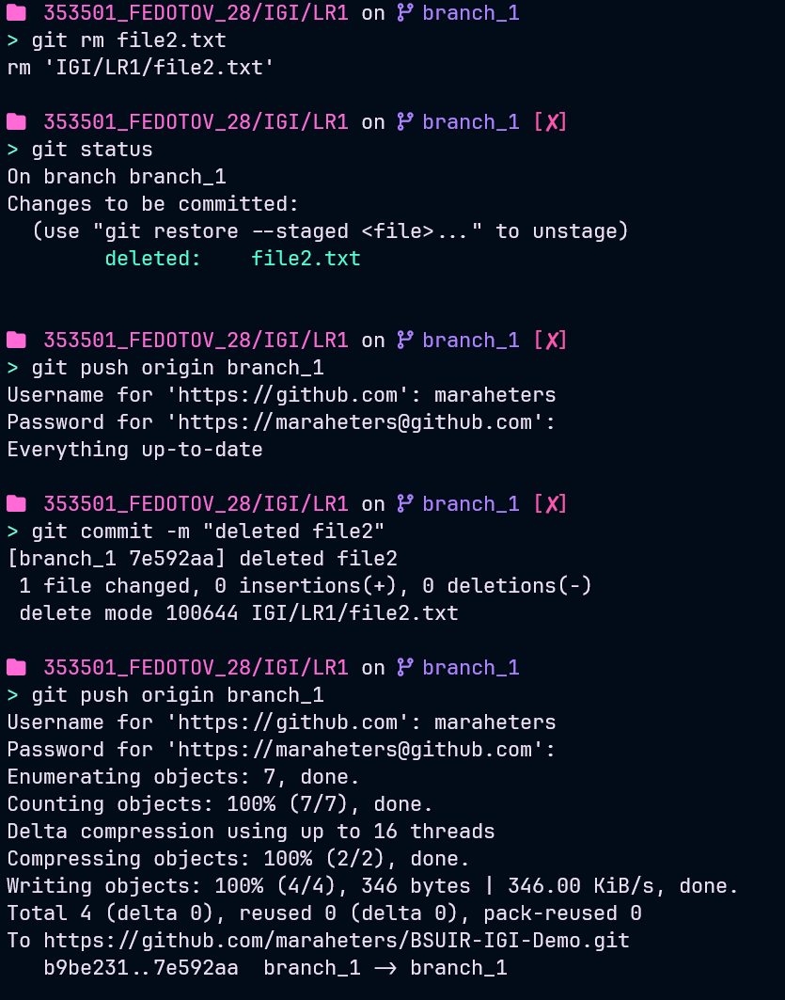 353501_FEDOTOV_28/IGI/LR1 on branch_1
> git rm file2.txt
rm 'IGI/LR1/file2.txt'
353501_FEDOTOV_28/IGI/LR1 on branch_1 [✗]
> git status
On branch branch_1
Changes to be committed:
  (use "git restore --staged <file>..." to unstage)
        deleted:    file2.txt
353501_FEDOTOV_28/IGI/LR1 on branch_1 [✗]
> git push origin branch_1
Username for 'https://github.com': maraheters
Password for 'https://maraheters@github.com':
Everything up-to-date
353501_FEDOTOV_28/IGI/LR1 on branch_1 [✗]
> git commit -m "deleted file2"
[branch_1 7e592aa] deleted file2
 1 file changed, 0 insertions(+), 0 deletions(-)
 delete mode 100644 IGI/LR1/file2.txt
353501_FEDOTOV_28/IGI/LR1 on branch_1
> git push origin branch_1
Username for 'https://github.com': maraheters
Password for 'https://maraheters@github.com':
Enumerating objects: 7, done.
Counting objects: 100% (7/7), done.
Delta compression using up to 16 threads
Compressing objects: 100% (2/2), done.
Writing objects: 100% (4/4), 346 bytes | 346.00 KiB/s, done.
Total 4 (delta 0), reused 0 (delta 0), pack-reused 0
To https://github.com/maraheters/BSUIR-IGI-Demo.git
   b9be231..7e592aa  branch_1 -> branch_1